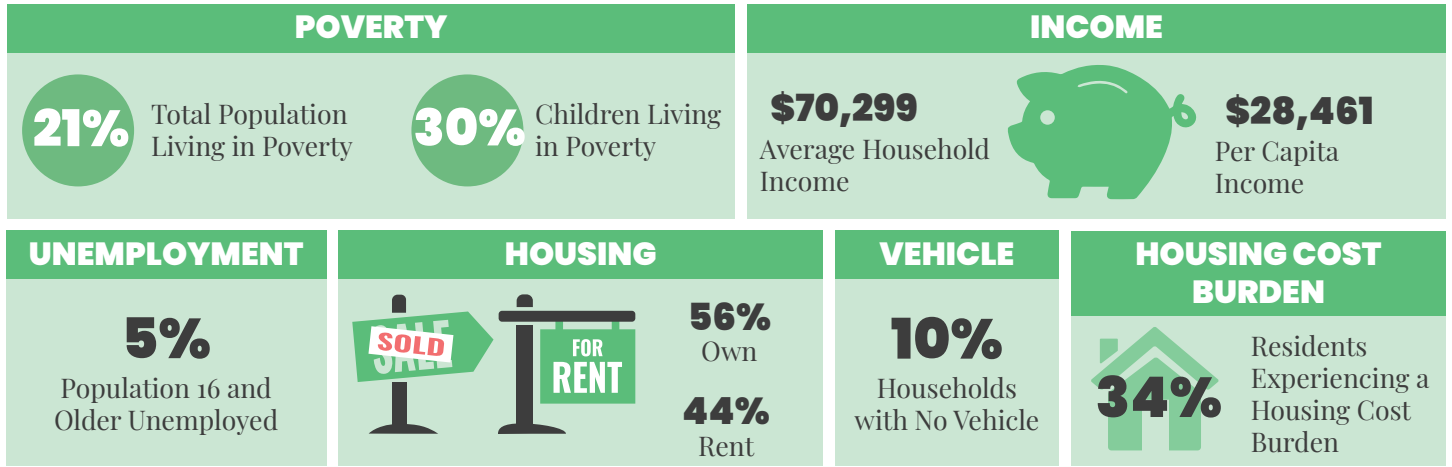 POVERTY
21%
Total Population
Living in Poverty
30%
Children Living
in Poverty
INCOME
$70,299
Average Household
Income
$28,461
Per Capita
Income
UNEMPLOYMENT
5%
Population 16 and
Older Unemployed
HOUSING
SALE
SOLD
FOR
RENT
56%
Own
44%
Rent
VEHICLE
10%
Households
with No Vehicle
HOUSING COST
BURDEN
34%
Residents
Experiencing a
Housing Cost
Burden